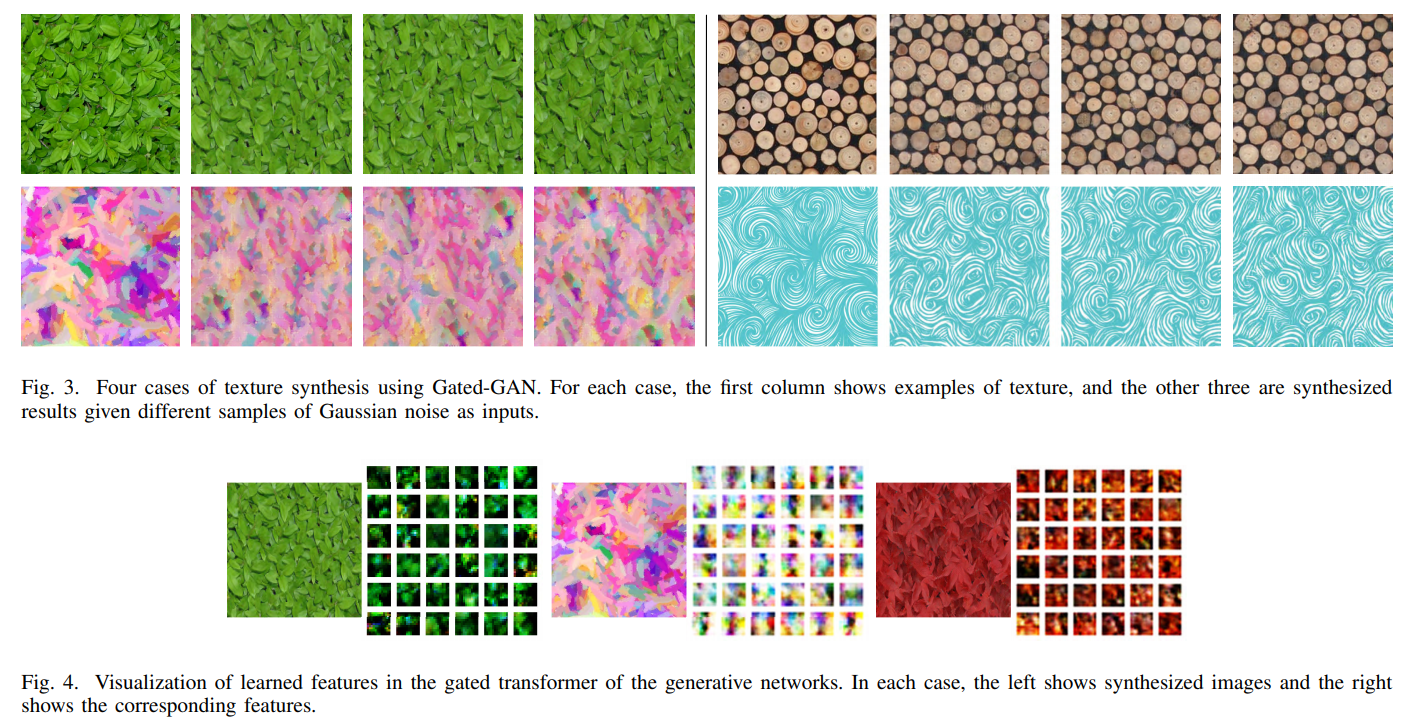 Fig. 3. Four cases of texture synthesis using Gated-GAN. For each case, the first column shows examples of texture, and the other three are synthesized
results given different samples of Gaussian noise as inputs.
Fig. 4. Visualization of learned features in the gated transformer of the generative networks. In each case, the left shows synthesized images and the right
shows the corresponding features.